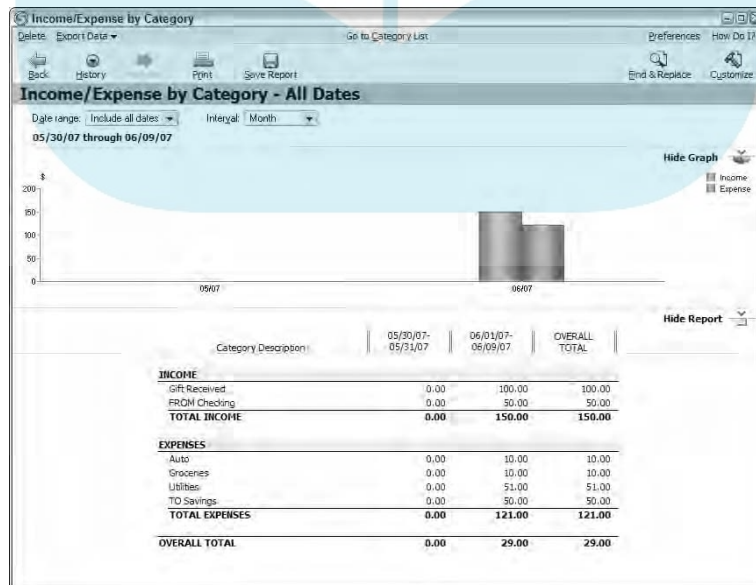 Income/Expense by Category
Delete Export Data Go to Category List Preferences How Do I?
Back History Print Save Report Find & Replace Customize
Income/Expense by Category - All Dates
Date range: Include all dates Interval: Month
05/30/07 through 06/09/07
Hide Graph
$
Income
Expense
200
150
100
50
0
05/07 06/07
Hide Report
Category Description 05/30/07- 05/31/07 06/01/07- 06/09/07 OVERALL TOTAL
INCOME
Gift Received 0.00 100.00 100.00
FROM Checking 0.00 50.00 50.00
TOTAL INCOME 0.00 150.00 150.00
EXPENSES
Auto 0.00 10.00 10.00
Groceries 0.00 10.00 10.00
Utilities 0.00 51.00 51.00
TO Savings 0.00 50.00 50.00
TOTAL EXPENSES 0.00 121.00 121.00
OVERALL TOTAL 0.00 29.00 29.00